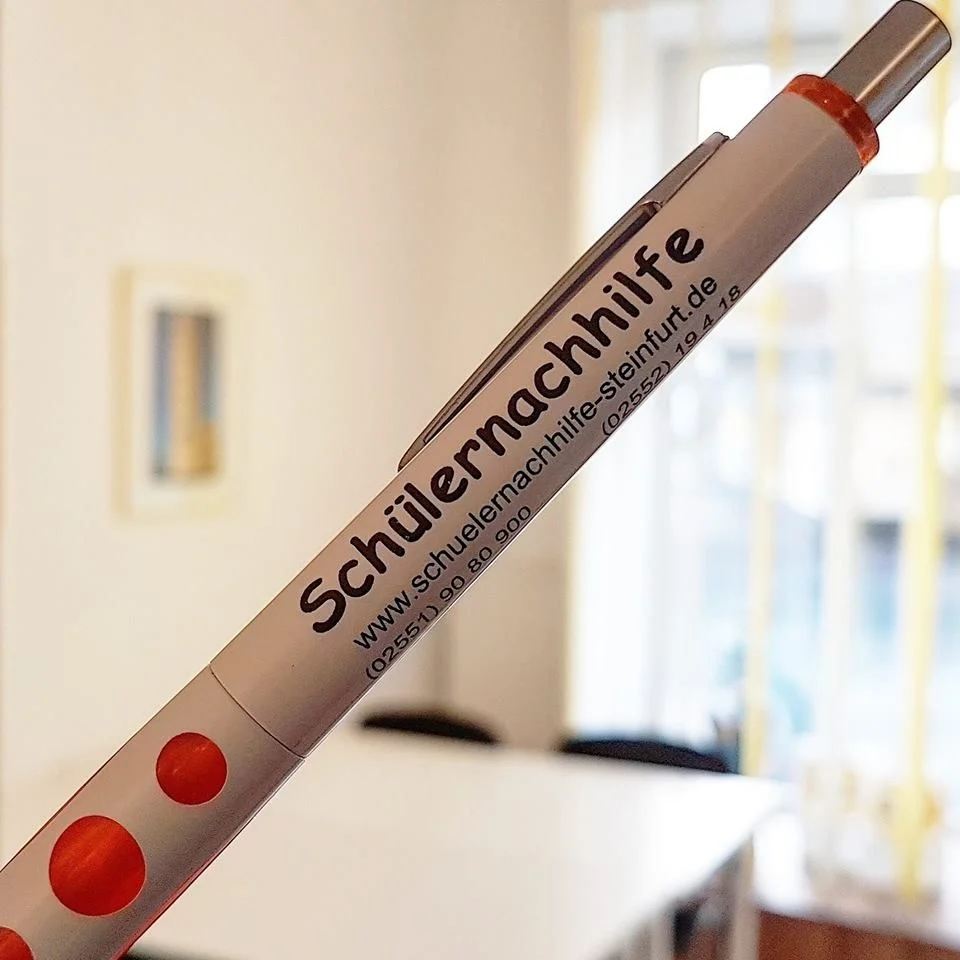 Schülernachhilfe
www.schuelernachhilfe-steinfurt.de
(02551) 90 80 900 (02552) 19 4 18